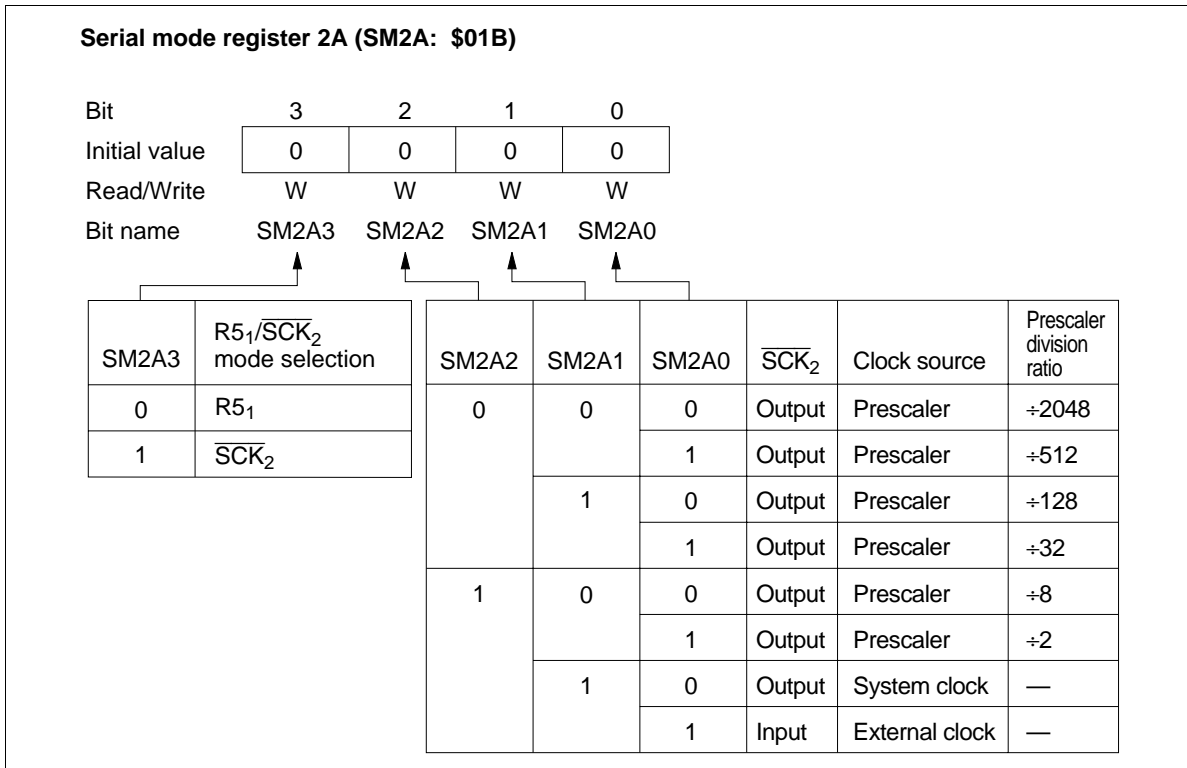 Serial mode register 2A (SM2A: $01B)
Bit 3 2 1 0
Initial value 0 0 0 0
Read/Write W W W W
Bit name SM2A3 SM2A2 SM2A1 SM2A0
SM2A3 R5₁/S̅C̅K̅₂ mode selection
0 R5₁
1 S̅C̅K̅₂
SM2A2 SM2A1 SM2A0 S̅C̅K̅₂ Clock source Prescaler division ratio
0 0 0 Output Prescaler ÷2048
1 Output Prescaler ÷512
1 0 Output Prescaler ÷128
1 Output Prescaler ÷32
1 0 0 Output Prescaler ÷8
1 Output Prescaler ÷2
1 0 Output System clock —
1 Input External clock —